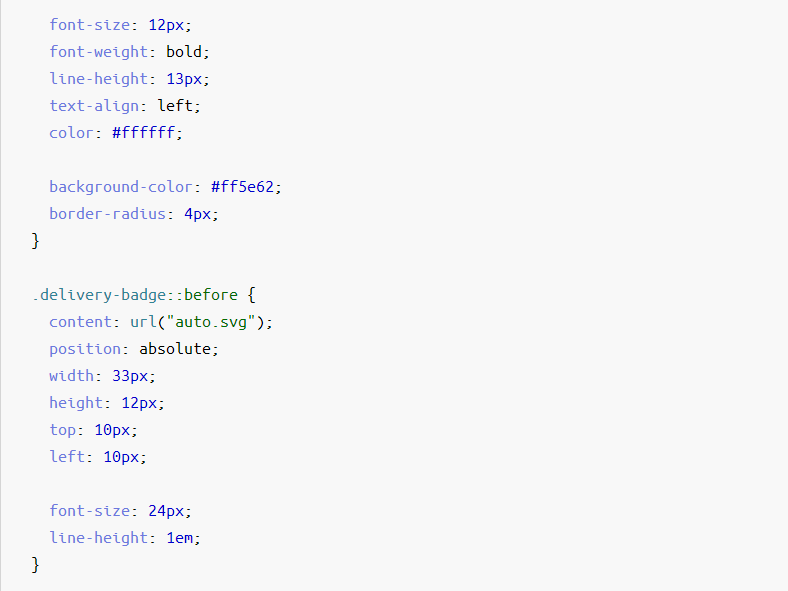 font-size: 12px;
font-weight: bold;
line-height: 13px;
text-align: left;
color: #ffffff;
background-color: #ff5e62;
border-radius: 4px;
}
.delivery-badge::before {
content: url("auto.svg");
position: absolute;
width: 33px;
height: 12px;
top: 10px;
left: 10px;
font-size: 24px;
line-height: 1em;
}